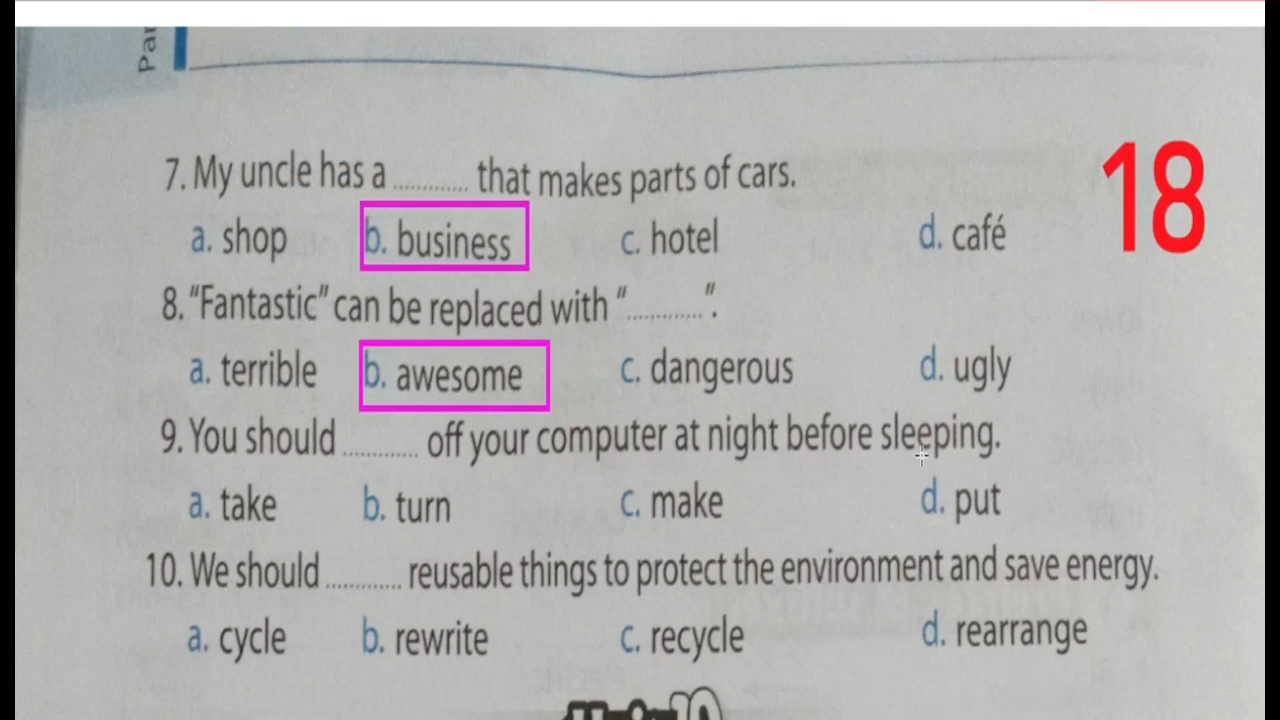 Par
7. My uncle has a ............ that makes parts of cars.
a. shop b. business c. hotel d. café
8. "Fantastic" can be replaced with "............".
a. terrible b. awesome c. dangerous d. ugly
9. You should ............ off your computer at night before sleeping.
a. take b. turn c. make d. put
10. We should ............ reusable things to protect the environment and save energy.
a. cycle b. rewrite c. recycle d. rearrange
18